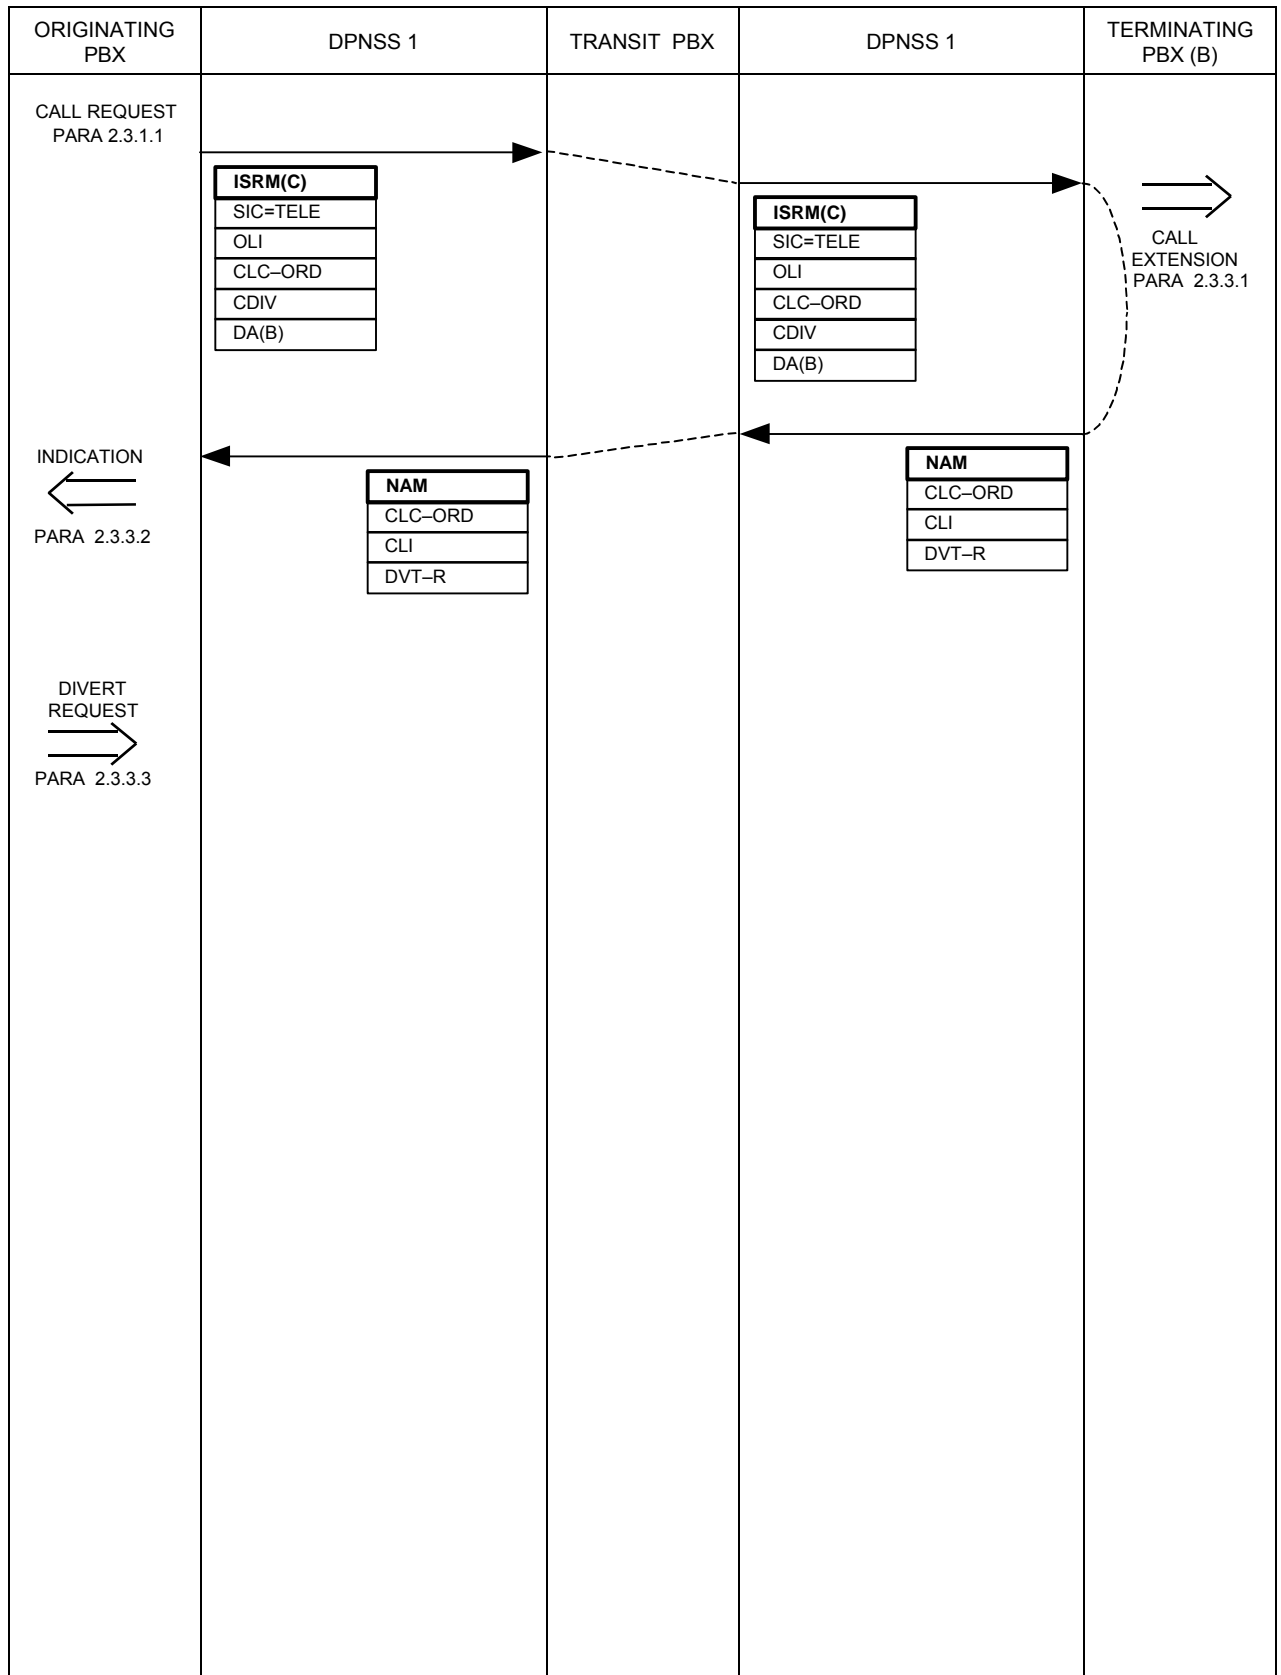 ORIGINATING
PBX
DPNSS 1
TRANSIT PBX
DPNSS 1
TERMINATING
PBX (B)
CALL REQUEST
PARA 2.3.1.1
ISRM(C)
SIC=TELE
OLI
CLC–ORD
CDIV
DA(B)
ISRM(C)
SIC=TELE
OLI
CLC–ORD
CDIV
DA(B)
CALL
EXTENSION
PARA 2.3.3.1
INDICATION
PARA 2.3.3.2
NAM
CLC–ORD
CLI
DVT–R
NAM
CLC–ORD
CLI
DVT–R
DIVERT
REQUEST
PARA 2.3.3.3